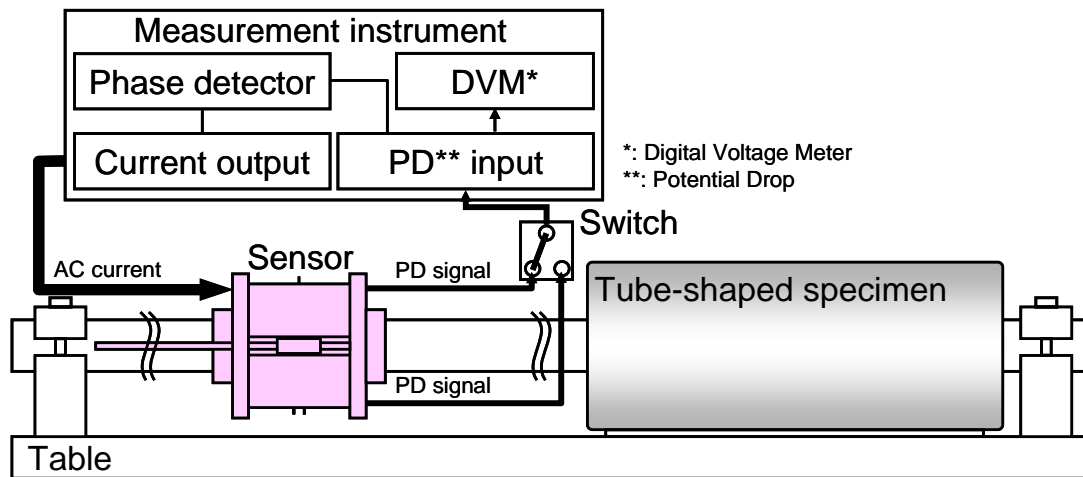 Measurement instrument
Phase detector
DVM*
Current output
PD** input
*: Digital Voltage Meter
**: Potential Drop
Switch
AC current
Sensor
PD signal
Tube-shaped specimen
PD signal
Table